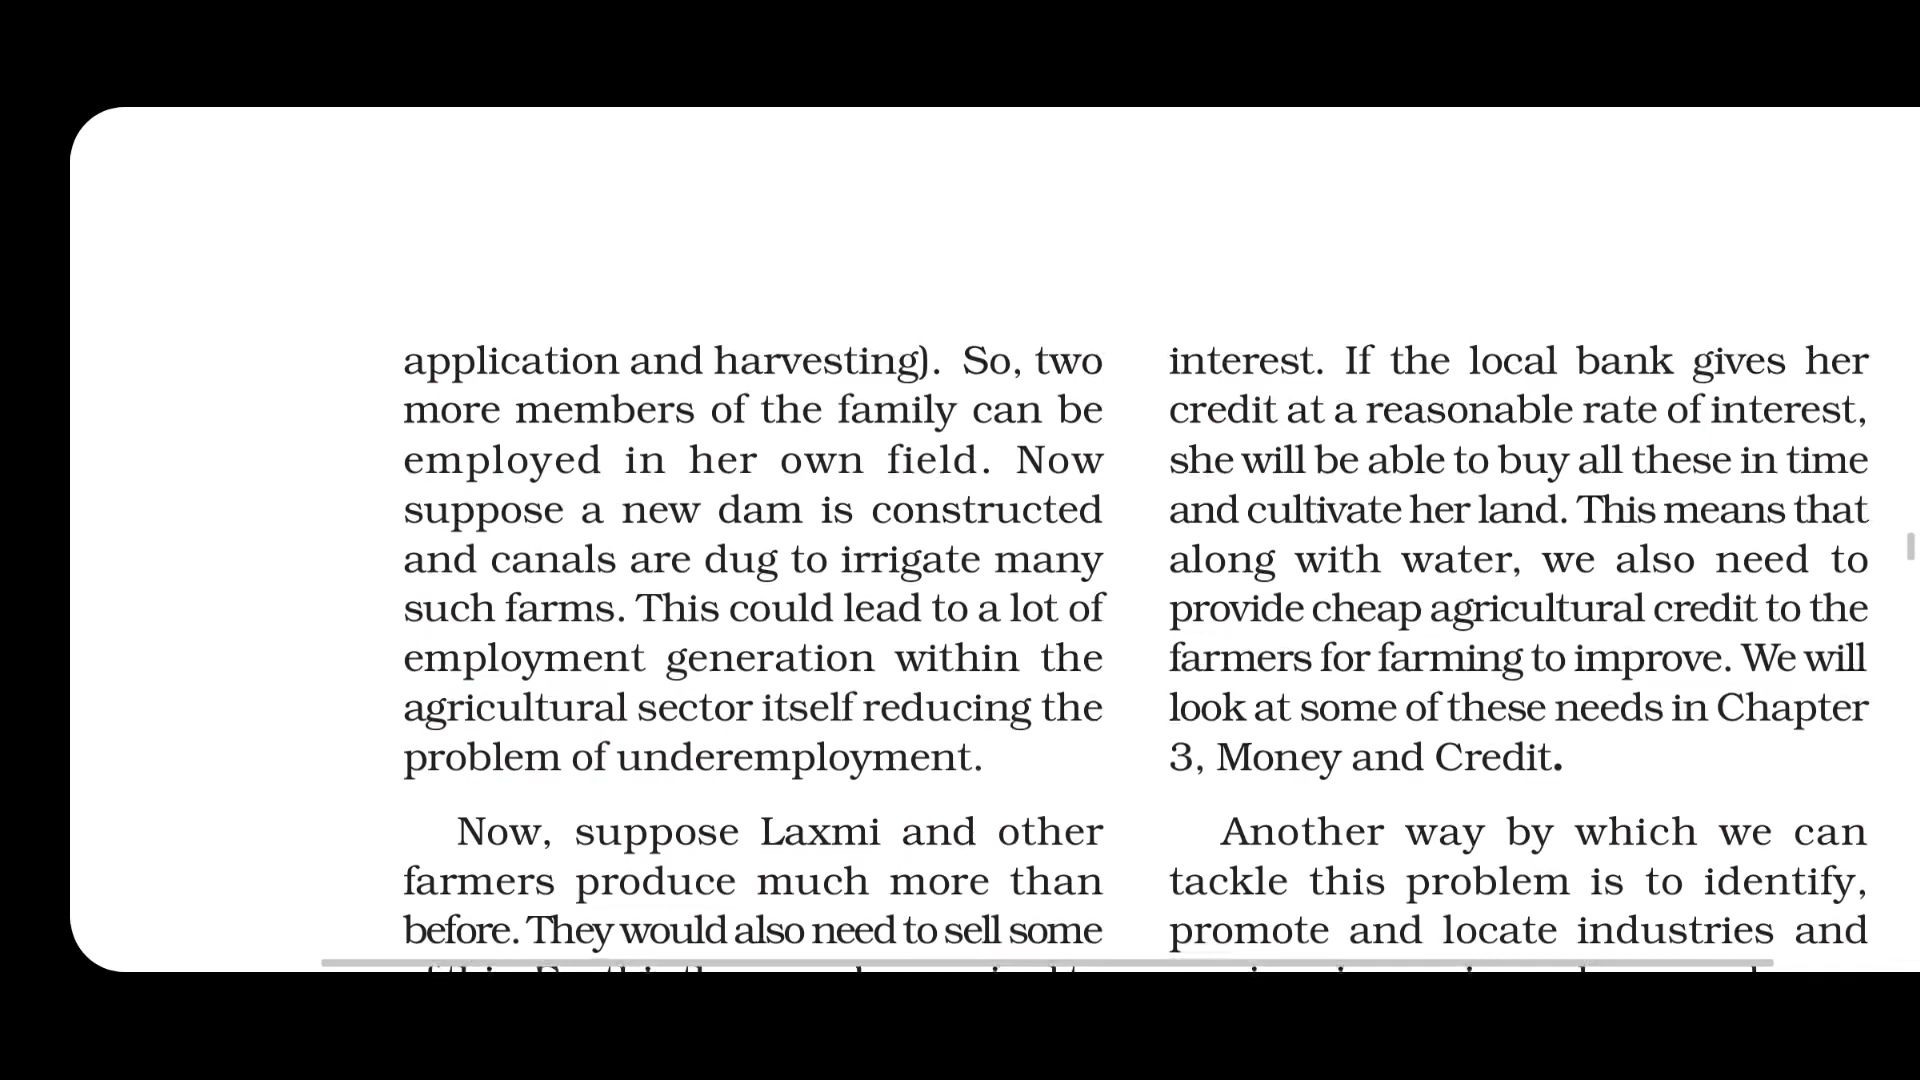 application and harvesting). So, two
more members of the family can be
employed in her own field. Now
suppose a new dam is constructed
and canals are dug to irrigate many
such farms. This could lead to a lot of
employment generation within the
agricultural sector itself reducing the
problem of underemployment.
Now, suppose Laxmi and other
farmers produce much more than
before. They would also need to sell some
interest. If the local bank gives her
credit at a reasonable rate of interest,
she will be able to buy all these in time
and cultivate her land. This means that
along with water, we also need to
provide cheap agricultural credit to the
farmers for farming to improve. We will
look at some of these needs in Chapter
3, Money and Credit.
Another way by which we can
tackle this problem is to identify,
promote and locate industries and